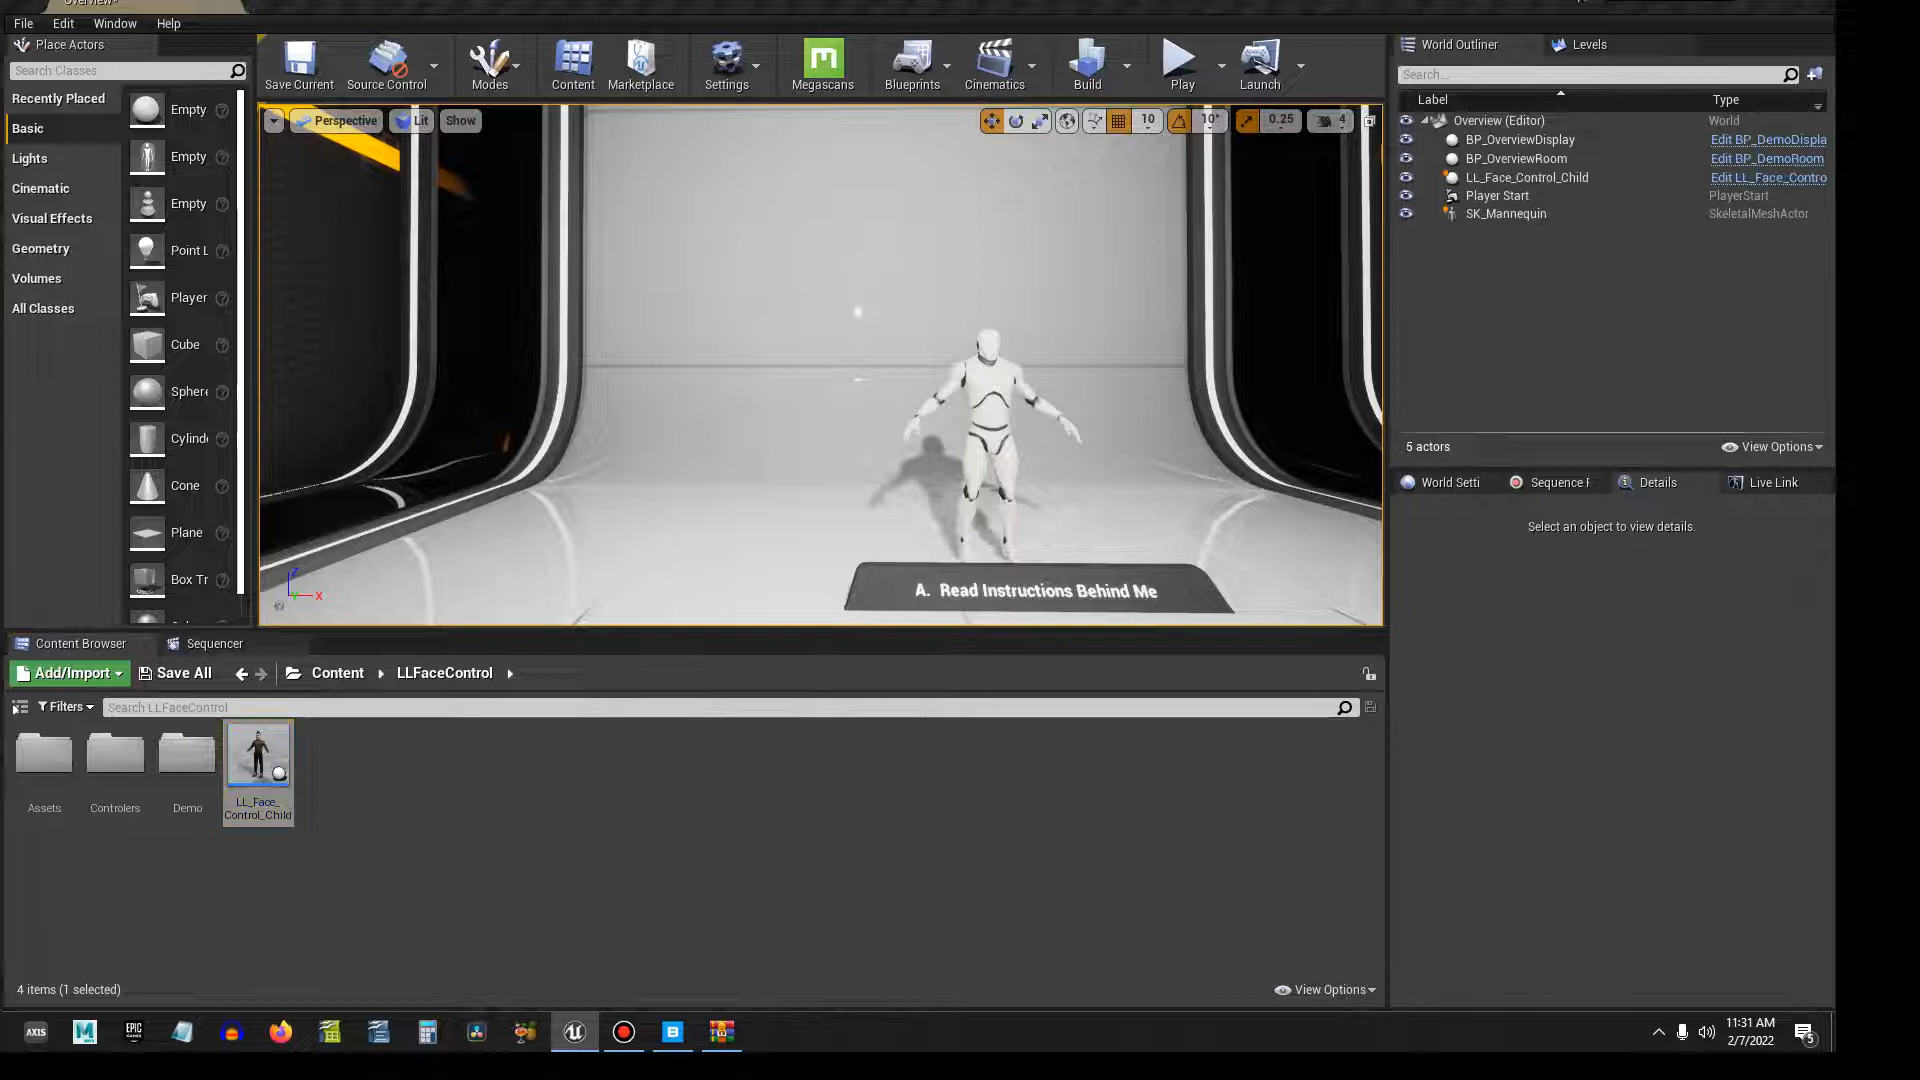 File Edit Window Help
Place Actors
Search Classes
Recently Placed
Basic
Lights
Cinematic
Visual Effects
Geometry
Volumes
All Classes
Empty
Empty
Empty
Point L
Player
Cube
Sphere
Cylind
Cone
Plane
Box Tr
Save Current
Source Control
Modes
Content
Marketplace
Settings
Megascans
Blueprints
Cinematics
Build
Play
Launch
Perspective Lit Show
10 10° 0.25 4
A. Read Instructions Behind Me
Z
X
World Outliner Levels
Search...
Label Type
Overview (Editor) World
BP_OverviewDisplay Edit BP_DemoDispla
BP_OverviewRoom Edit BP_DemoRoom
LL_Face_Control_Child Edit LL_Face_Contro
Player Start PlayerStart
SK_Mannequin SkeletalMeshActor
5 actors View Options
World Setti Sequence Details Live Link
Select an object to view details.
Content Browser Sequencer
Add/Import Save All Content LLFaceControl
Filters Search LLFaceControl
Assets
Controlers
Demo
LL_Face_
Control_Child
4 items (1 selected) View Options
AXIS
M
EPIC
GAMES
11:31 AM
2/7/2022
5